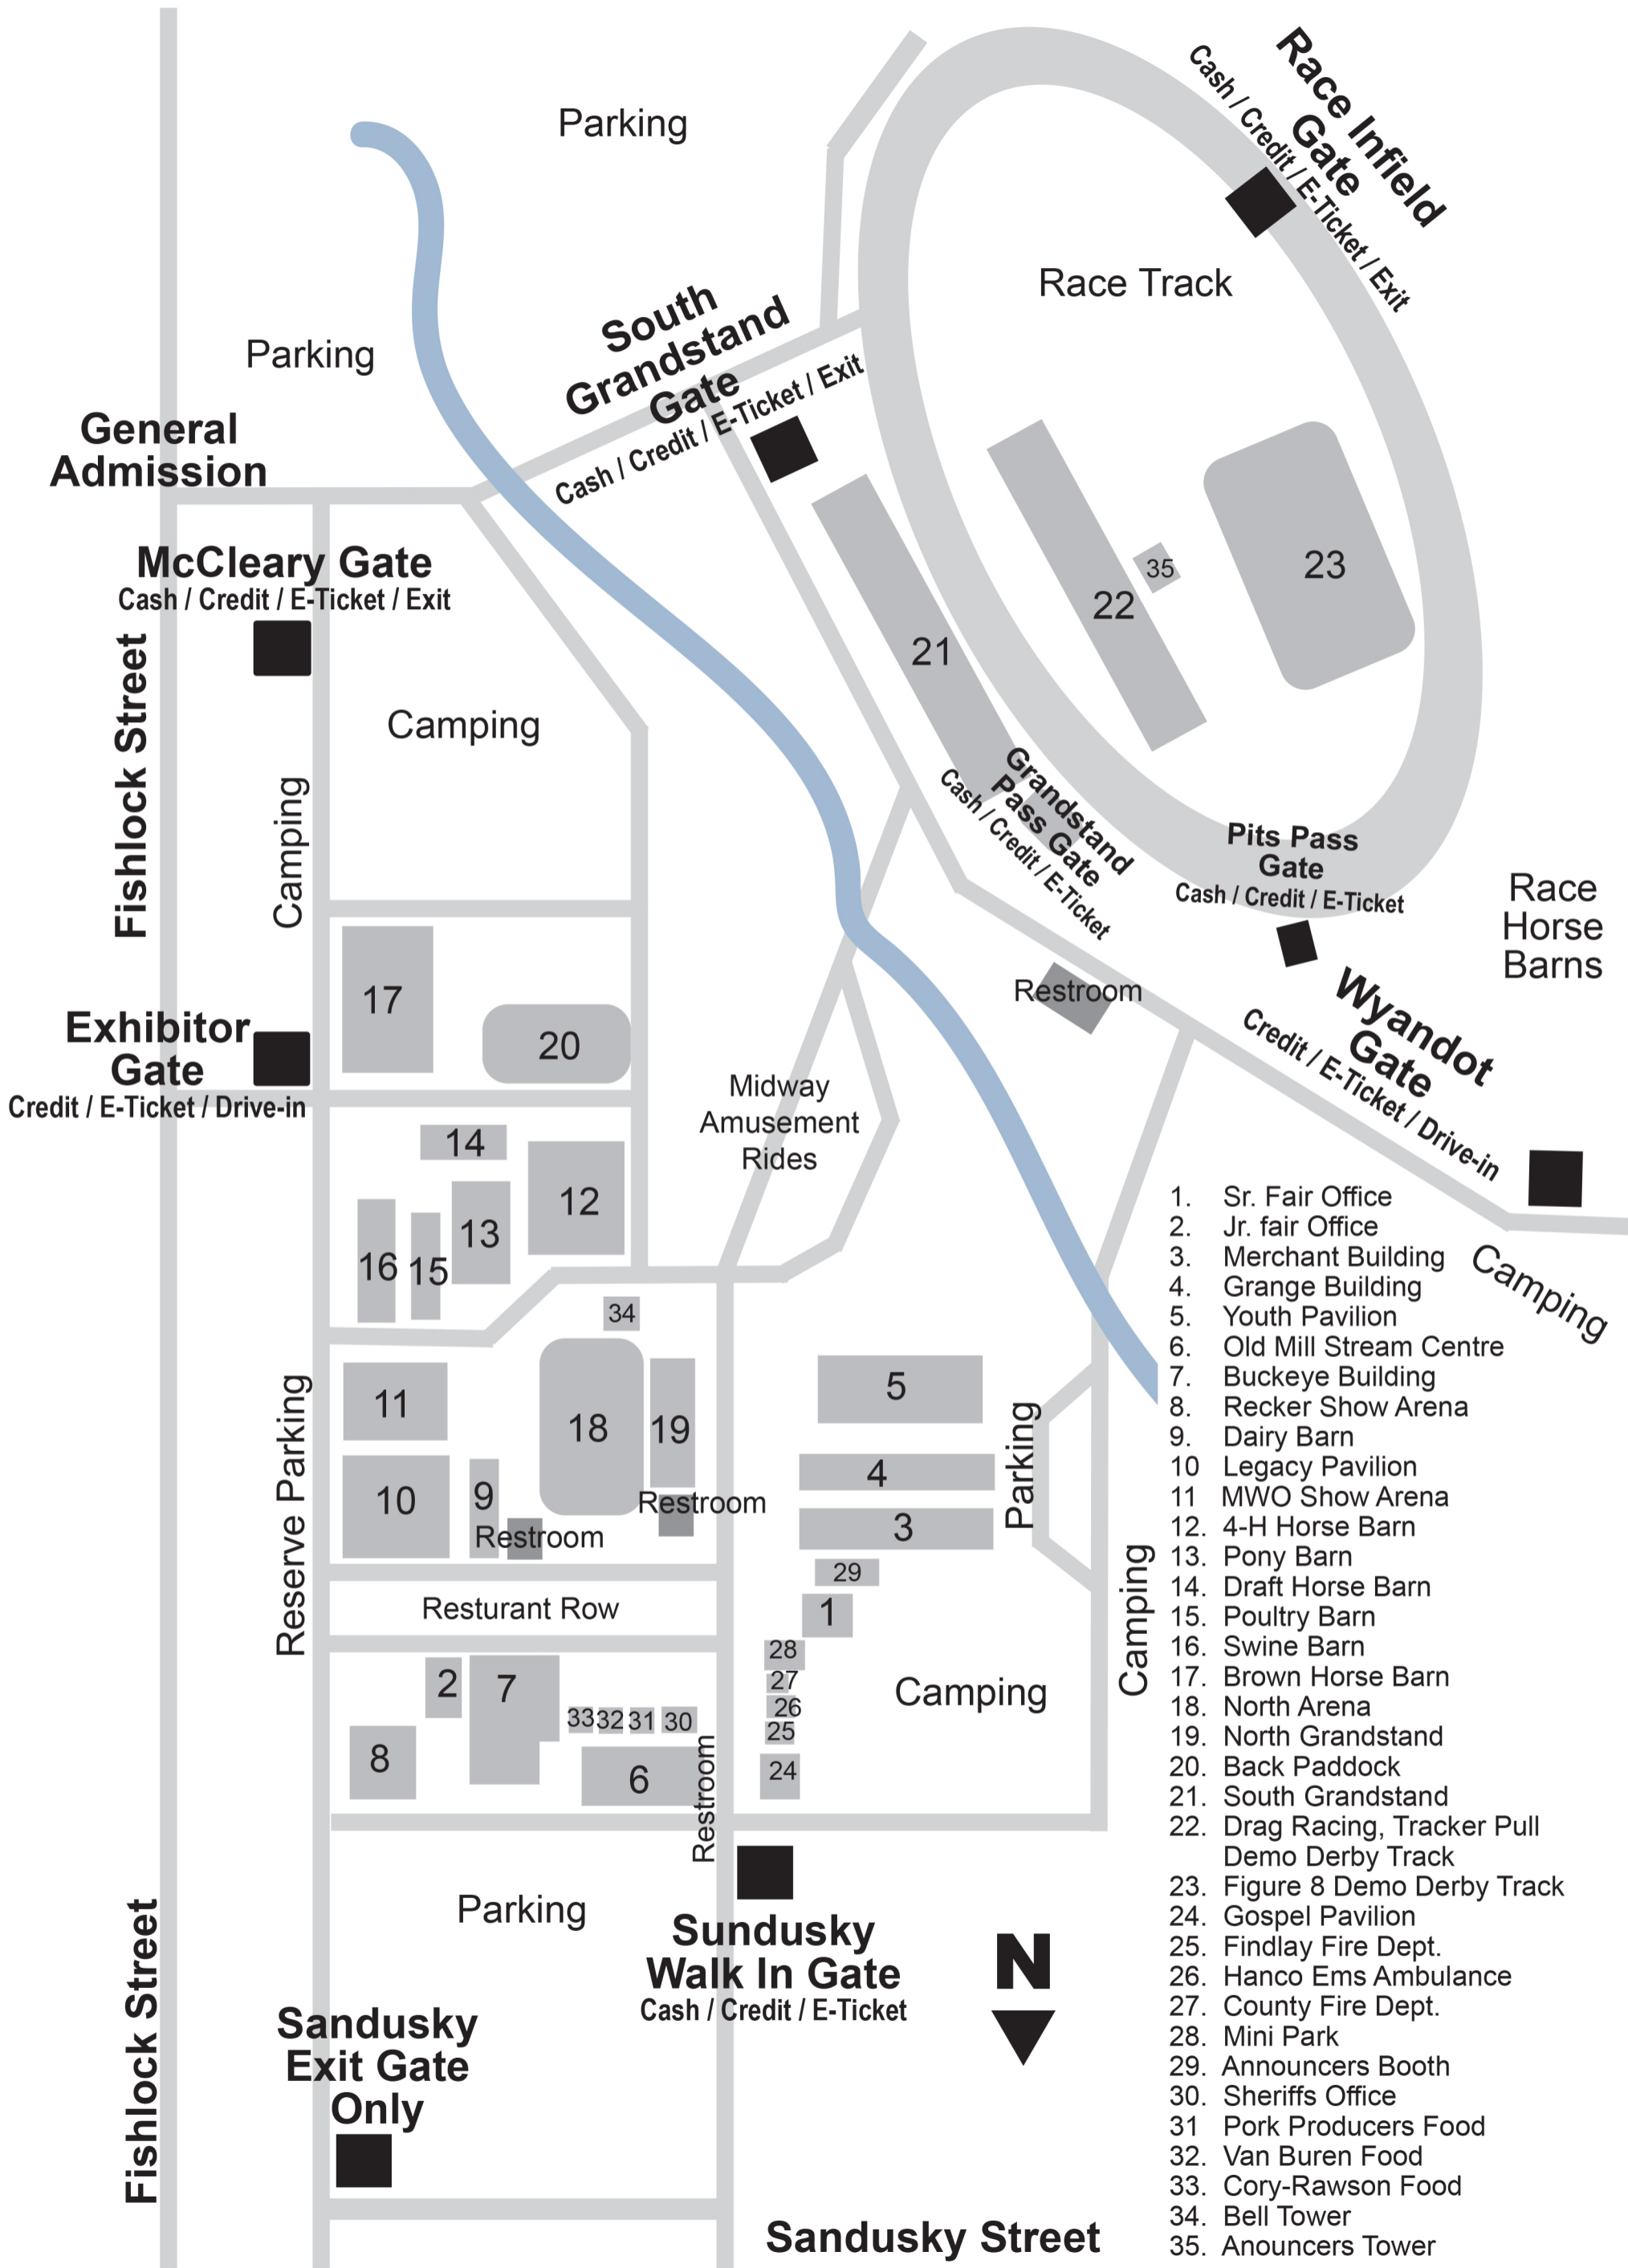 Race Infield
Gate
Cash / Credit / E-Ticket / Exit
Parking
Race Track
South
Grandstand
Gate
Cash / Credit / E-Ticket / Exit
Parking
General
Admission
McCleary Gate
Cash / Credit / E-Ticket / Exit
35
23
22
21
Fishlock Street
Camping
Camping
Grandstand
Pass Gate
Cash / Credit / E-Ticket
Pits Pass
Gate
Cash / Credit / E-Ticket
Race
Horse
Barns
Restroom
Wyandot
Gate
Credit / E-Ticket / Drive-in
17
20
Exhibitor
Gate
Credit / E-Ticket / Drive-in
Midway
Amusement
Rides
14
12
13
16
15
34
Camping
11
18
19
5
10
9
4
3
Restroom
Restroom
Parking
Reserve Parking
29
Resturant Row
1
28
27
26
25
24
Camping
Camping
2
7
33
32
31
30
8
6
Restroom
Parking
Sundusky
Walk In Gate
Cash / Credit / E-Ticket
N
Fishlock Street
Sandusky
Exit Gate
Only
Sandusky Street
1. Sr. Fair Office
2. Jr. fair Office
3. Merchant Building
4. Grange Building
5. Youth Pavilion
6. Old Mill Stream Centre
7. Buckeye Building
8. Recker Show Arena
9. Dairy Barn
10 Legacy Pavilion
11 MWO Show Arena
12. 4-H Horse Barn
13. Pony Barn
14. Draft Horse Barn
15. Poultry Barn
16. Swine Barn
17. Brown Horse Barn
18. North Arena
19. North Grandstand
20. Back Paddock
21. South Grandstand
22. Drag Racing, Tracker Pull
Demo Derby Track
23. Figure 8 Demo Derby Track
24. Gospel Pavilion
25. Findlay Fire Dept.
26. Hanco Ems Ambulance
27. County Fire Dept.
28. Mini Park
29. Announcers Booth
30. Sheriffs Office
31 Pork Producers Food
32. Van Buren Food
33. Cory-Rawson Food
34. Bell Tower
35. Anouncers Tower